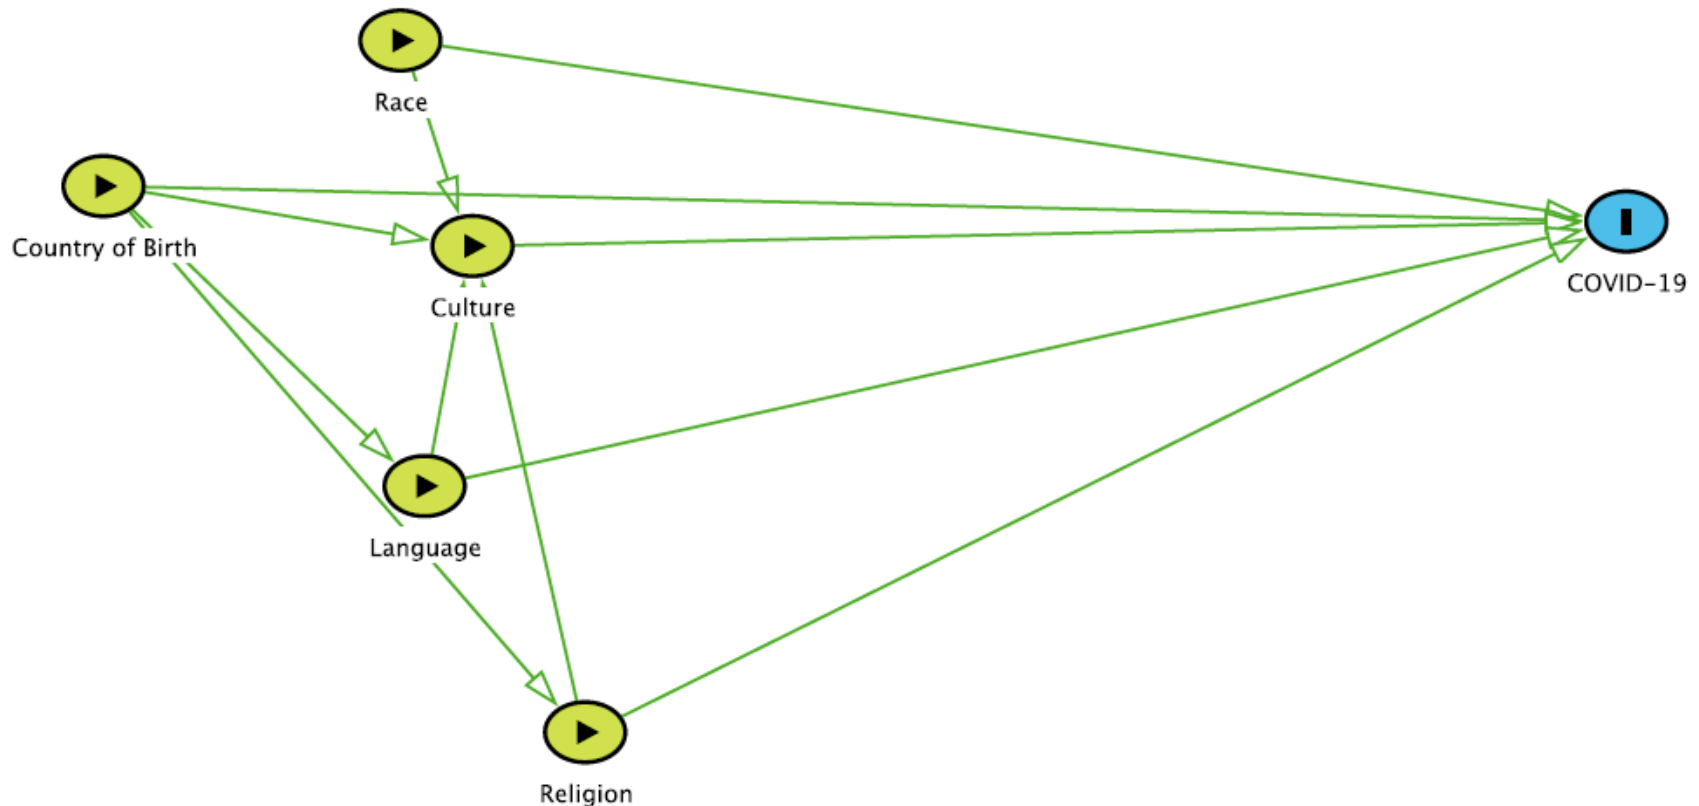 Race
Country of Birth
Culture
COVID-19
Language
Religion